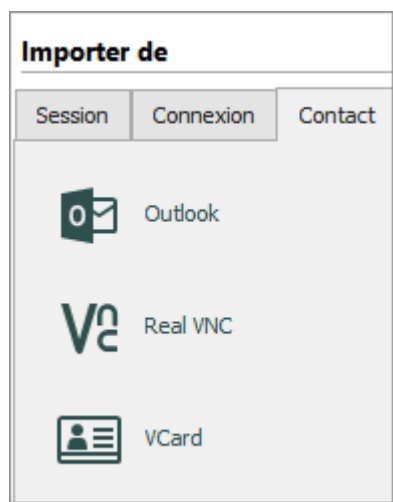 Importer de
Session Connexion Contact
Outlook
Real VNC
VCard